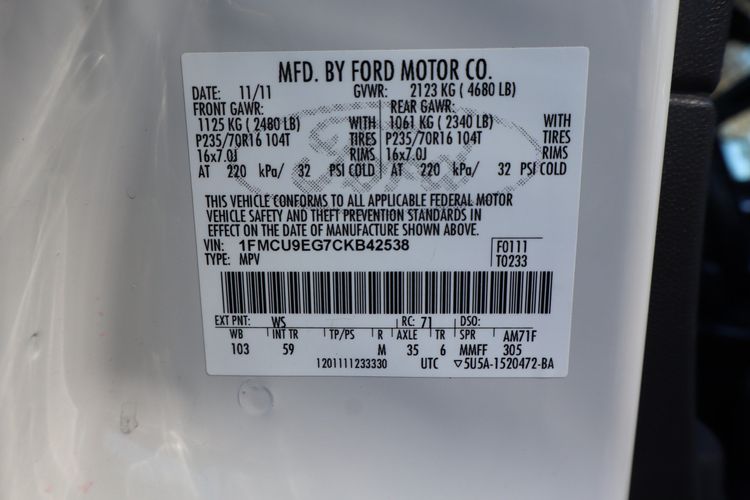 MFD. BY FORD MOTOR CO.
DATE: 11/11 GVWR: 2123 KG ( 4680 LB)
FRONT GAWR: REAR GAWR:
1125 KG ( 2480 LB) WITH 1061 KG ( 2340 LB) WITH
P235/70R16 104T TIRES P235/70R16 104T TIRES
16x7.0J RIMS 16x7.0J RIMS
AT 220 kPa/ 32 PSI COLD AT 220 kPa/ 32 PSI COLD
Ford
THIS VEHICLE CONFORMS TO ALL APPLICABLE FEDERAL MOTOR
VEHICLE SAFETY AND THEFT PREVENTION STANDARDS IN
EFFECT ON THE DATE OF MANUFACTURE SHOWN ABOVE.
VIN: 1FMCU9EG7CKB42538 F0111
TYPE: MPV T0233
EXT PNT: WS RC: 71 DSO:
WB INT TR TP/PS R AXLE TR SPR AM71F
103 59 M 35 6 MMFF 305
1201111233330 UTC ▽5U5A-1520472-BA